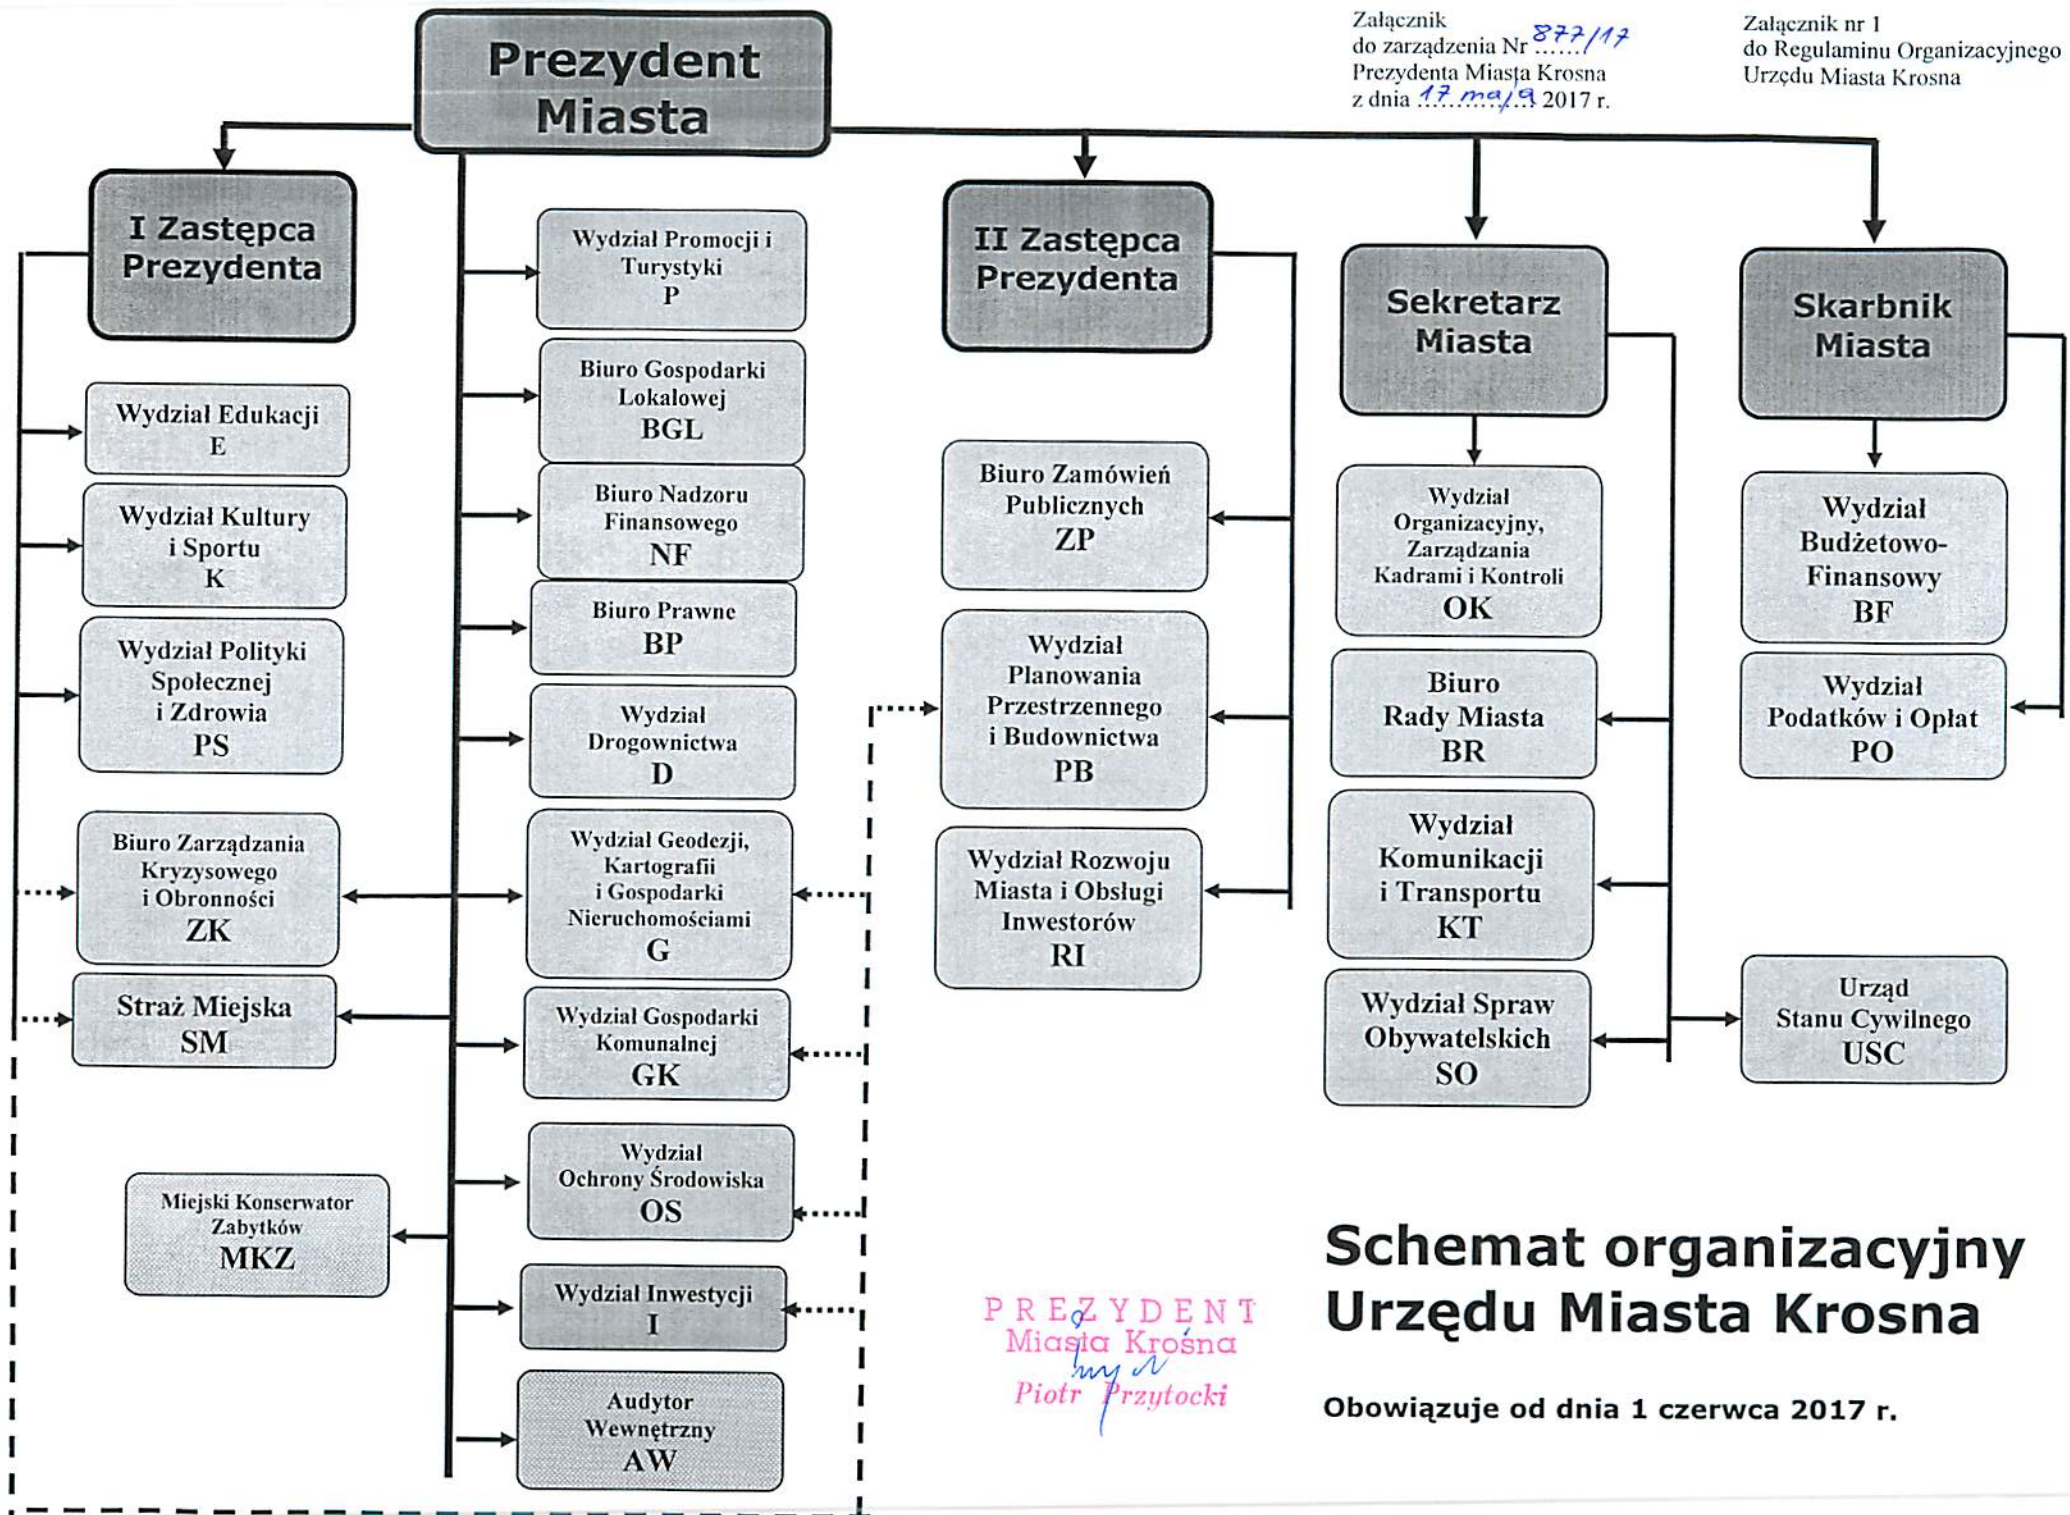 Załącznik
do zarządzenia Nr 877/17
Prezydenta Miasta Krosna
z dnia 17 maja 2017 r.
Załącznik nr 1
do Regulaminu Organizacyjnego
Urzędu Miasta Krosna
Prezydent
Miasta
I Zastępca
Prezydenta
Wydział Edukacji
E
Wydział Kultury
i Sportu
K
Wydział Polityki
Społecznej
i Zdrowia
PS
Biuro Zarządzania
Kryzysowego
i Obronności
ZK
Straż Miejska
SM
Miejski Konserwator
Zabytków
MKZ
Wydział Promocji i
Turystyki
P
Biuro Gospodarki
Lokalowej
BGL
Biuro Nadzoru
Finansowego
NF
Biuro Prawne
BP
Wydział
Drogownictwa
D
Wydział Geodezji,
Kartografii
i Gospodarki
Nieruchomościami
G
Wydział Gospodarki
Komunalnej
GK
Wydział
Ochrony Środowiska
OS
Wydział Inwestycji
I
Audytor
Wewnętrzny
AW
II Zastępca
Prezydenta
Biuro Zamówień
Publicznych
ZP
Wydział
Planowania
Przestrzennego
i Budownictwa
PB
Wydział Rozwoju
Miasta i Obsługi
Inwestorów
RI
Sekretarz
Miasta
Wydział
Organizacyjny,
Zarządzania
Kadrami i Kontroli
OK
Biuro
Rady Miasta
BR
Wydział
Komunikacji
i Transportu
KT
Wydział Spraw
Obywatelskich
SO
Skarbnik
Miasta
Wydział
Budżetowo-
Finansowy
BF
Wydział
Podatków i Opłat
PO
Urząd
Stanu Cywilnego
USC
PREZYDENT
Miasta Krosna
Piotr Przytocki
Schemat organizacyjny
Urzędu Miasta Krosna
Obowiązuje od dnia 1 czerwca 2017 r.